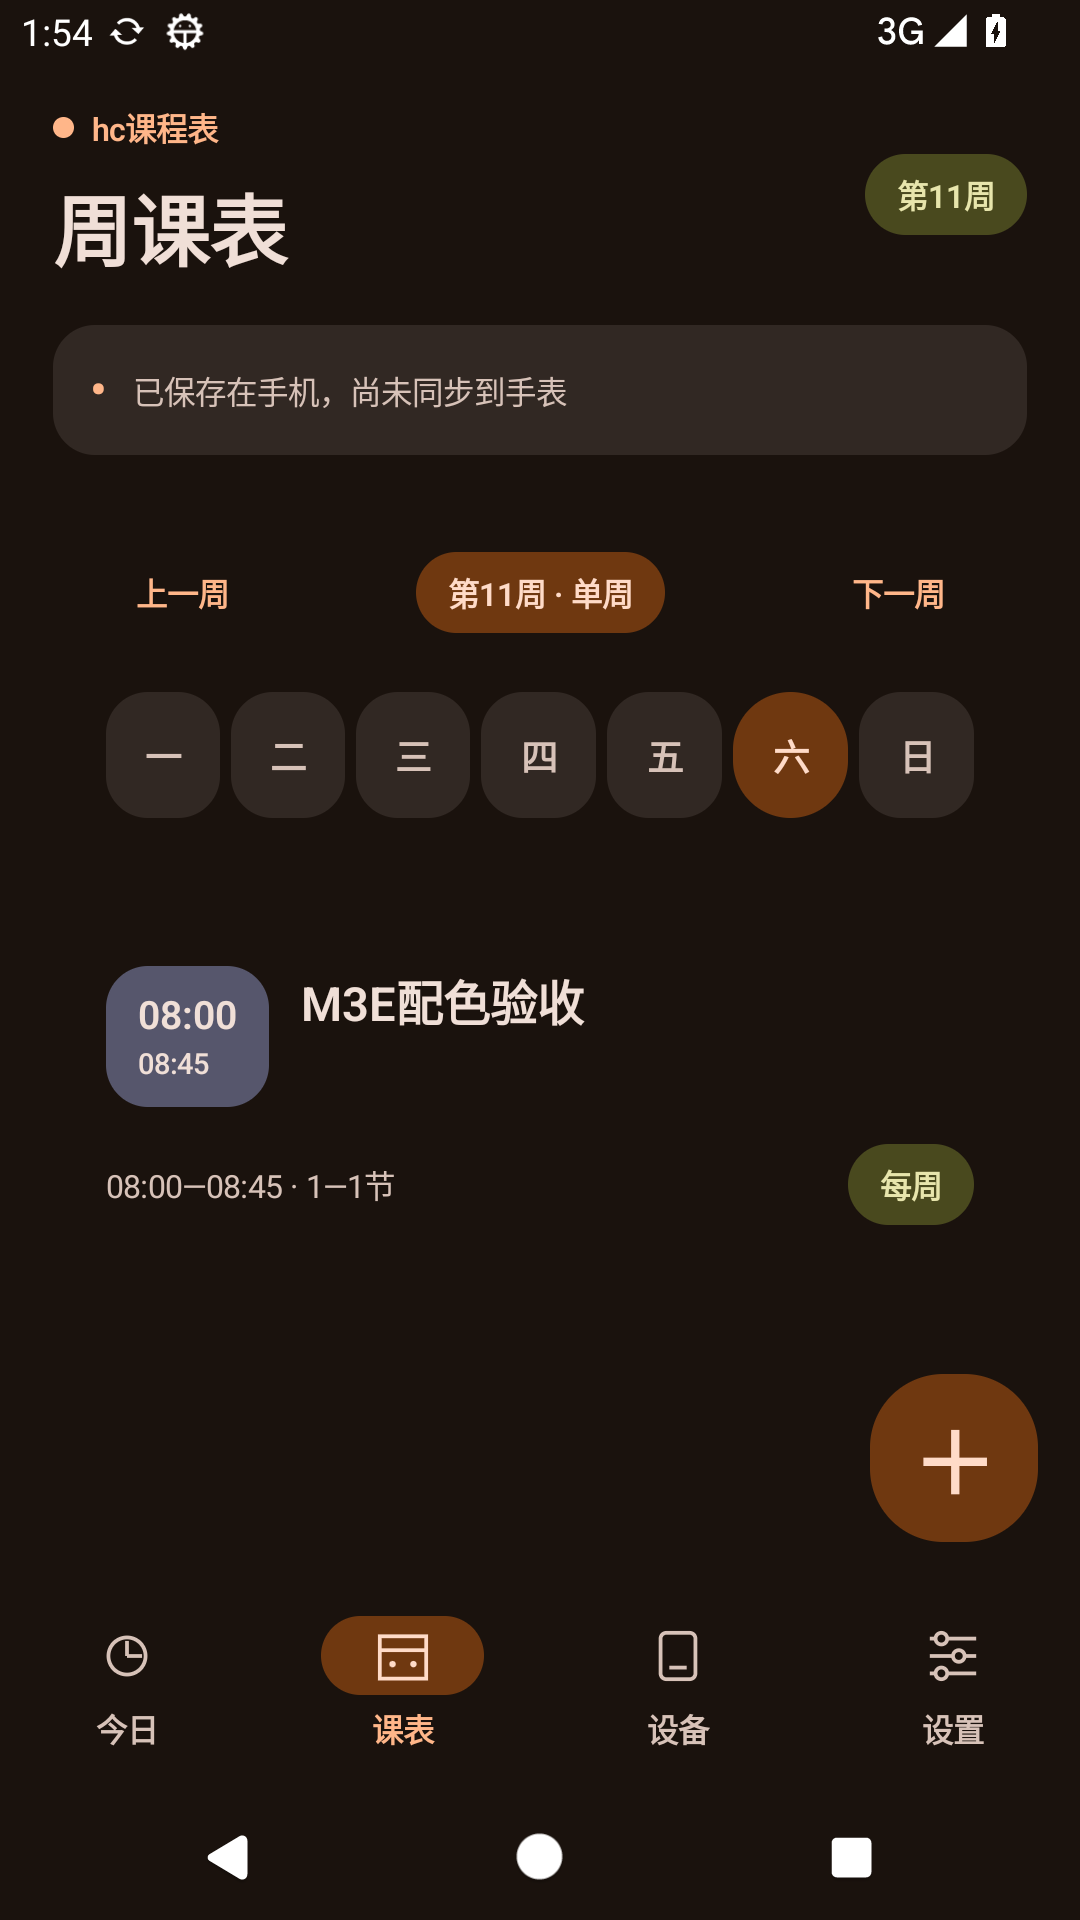 1:54
3G
hc课程表
周课表
第11周
已保存在手机，尚未同步到手表
上一周
第11周 · 单周
下一周
一 二 三 四 五 六 日
08:00
08:45
M3E配色验收
08:00—08:45 · 1—1节
每周
今日
课表
设备
设置